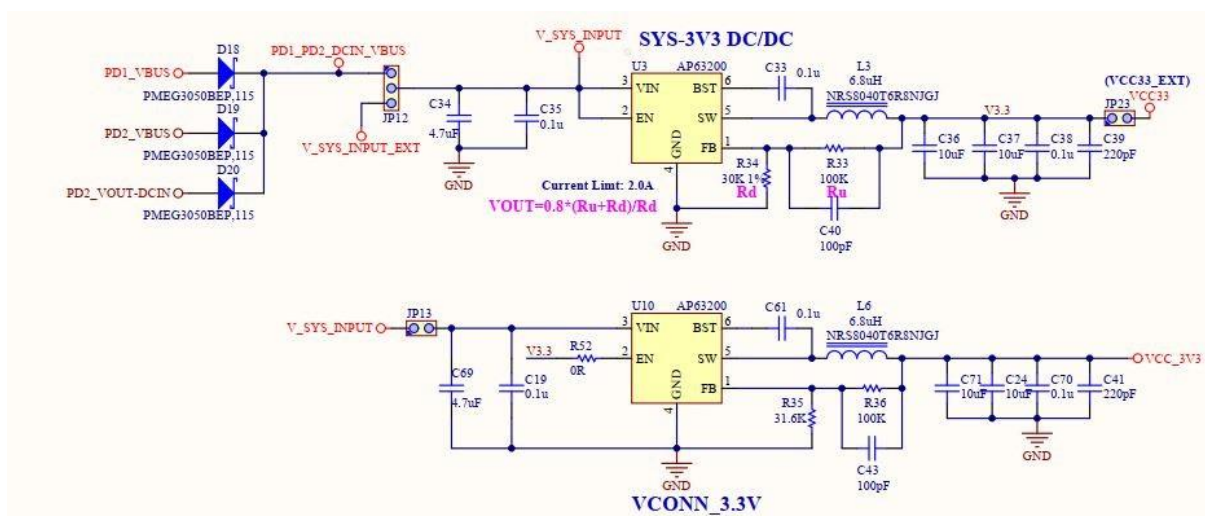 V_SYS_INPUT
SYS-3V3 DC/DC
D18
PD1_PD2_DCIN_VBUS
PD1_VBUS
PMEG3050BEP,115
D19
PD2_VBUS
PMEG3050BEP,115
D20
PD2_VOUT-DCIN
PMEG3050BEP,115
JP12
V_SYS_INPUT_EXT
C34
4.7uF
C35
0.1u
GND
U3
AP63200
3
VIN
BST
6
2
EN
SW
5
GND
FB
1
4
C33
0.1u
L3
6.8uH
NRS8040T6R8NJGJ
R34
30K 1%
Rd
R33
100K
Ru
C40
100pF
Current Limt: 2.0A
VOUT=0.8*(Ru+Rd)/Rd
GND
V3.3
(VCC33_EXT)
VCC33
JP23
C36
10uF
C37
10uF
C38
0.1u
C39
220pF
GND
V_SYS_INPUT
JP13
C69
4.7uF
C19
0.1u
V3.3
R52
0R
U10
AP63200
3
VIN
BST
6
2
EN
SW
5
GND
FB
1
4
C61
0.1u
L6
6.8uH
NRS8040T6R8NJGJ
R35
31.6K
R36
100K
C43
100pF
GND
VCC_3V3
C71
10uF
C24
10uF
C70
0.1u
C41
220pF
GND
VCONN_3.3V